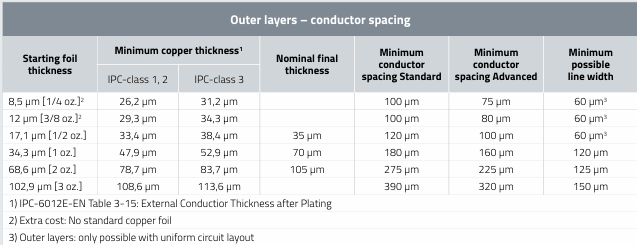 Outer layers – conductor spacing
Starting foil thickness | Minimum copper thickness¹ | Nominal final thickness | Minimum conductor spacing Standard | Minimum conductor spacing Advanced | Minimum possible line width
IPC-class 1, 2 | IPC-class 3
8,5 µm [1/4 oz.]² | 26,2 µm | 31,2 µm | | 100 µm | 75 µm | 60 µm³
12 µm [3/8 oz.]² | 29,3 µm | 34,3 µm | | 100 µm | 80 µm | 60 µm³
17,1 µm [1/2 oz.] | 33,4 µm | 38,4 µm | 35 µm | 120 µm | 100 µm | 60 µm³
34,3 µm [1 oz.] | 47,9 µm | 52,9 µm | 70 µm | 180 µm | 160 µm | 120 µm
68,6 µm [2 oz.] | 78,7 µm | 83,7 µm | 105 µm | 275 µm | 225 µm | 125 µm
102,9 µm [3 oz.] | 108,6 µm | 113,6 µm | | 390 µm | 320 µm | 150 µm
1) IPC-6012E-EN Table 3-15: External Conductior Thickness after Plating
2) Extra cost: No standard copper foil
3) Outer layers: only possible with uniform circuit layout